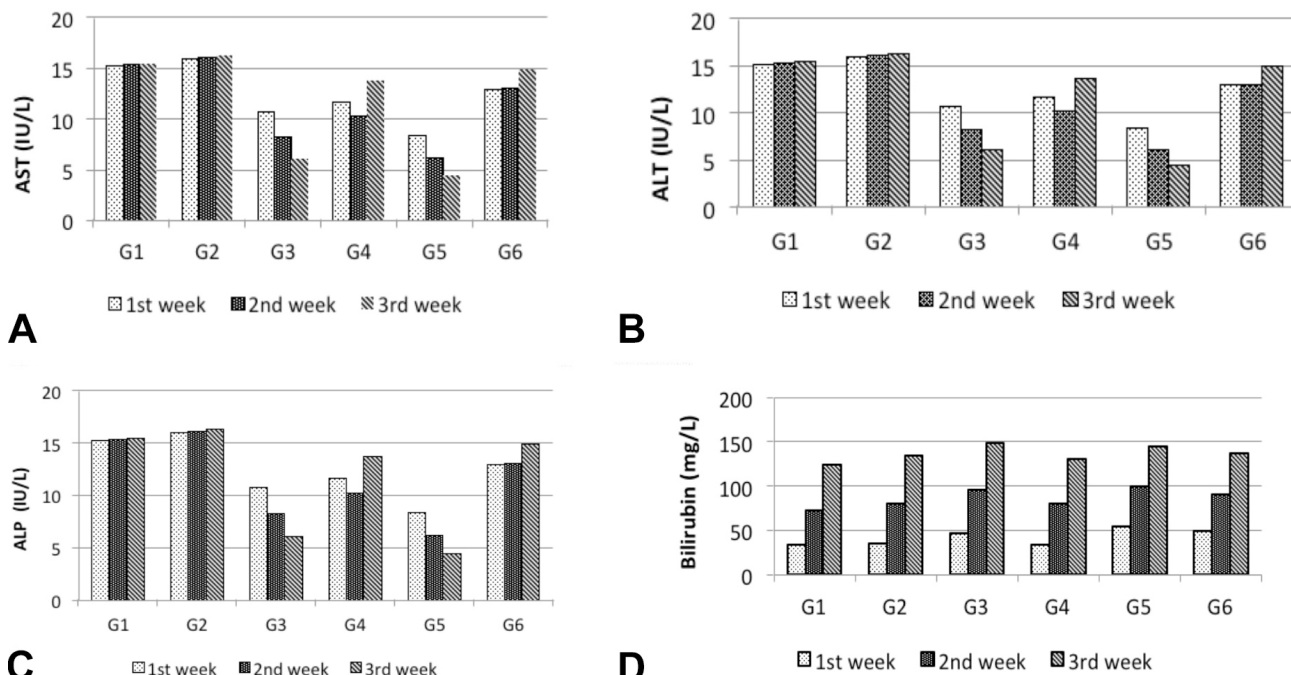 20
15
10
5
0
AST (IU/L)
G1 G2 G3 G4 G5 G6
1st week 2nd week 3rd week
A
20
15
10
5
0
ALT (IU/L)
G1 G2 G3 G4 G5 G6
1st week 2nd week 3rd week
B
20
15
10
5
0
ALP (IU/L)
G1 G2 G3 G4 G5 G6
1st week 2nd week 3rd week
C
200
150
100
50
0
Bilirubin (mg/L)
G1 G2 G3 G4 G5 G6
1st week 2nd week 3rd week
D